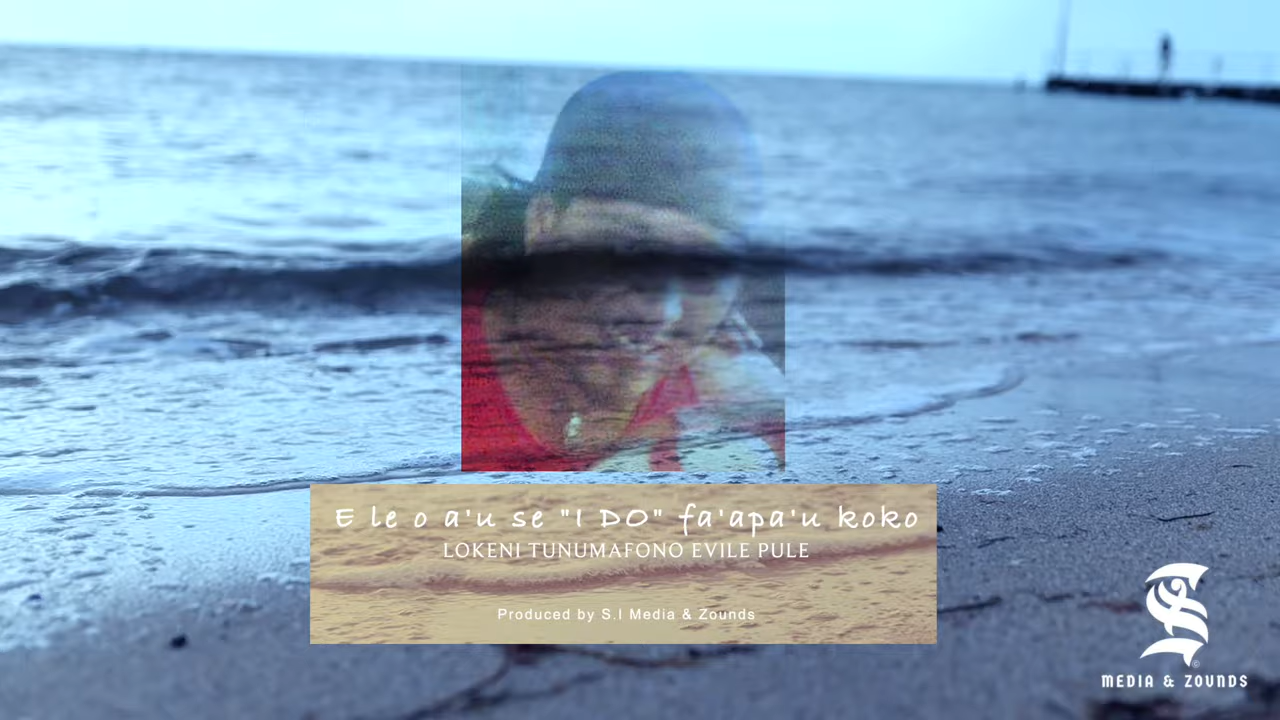 E le o a'u se "I DO" fa'apa'u koko
LOKENI TUNUMAFONO EVILE PULE
Produced by S.I Media & Zounds
©
MEDIA & ZOUNDS